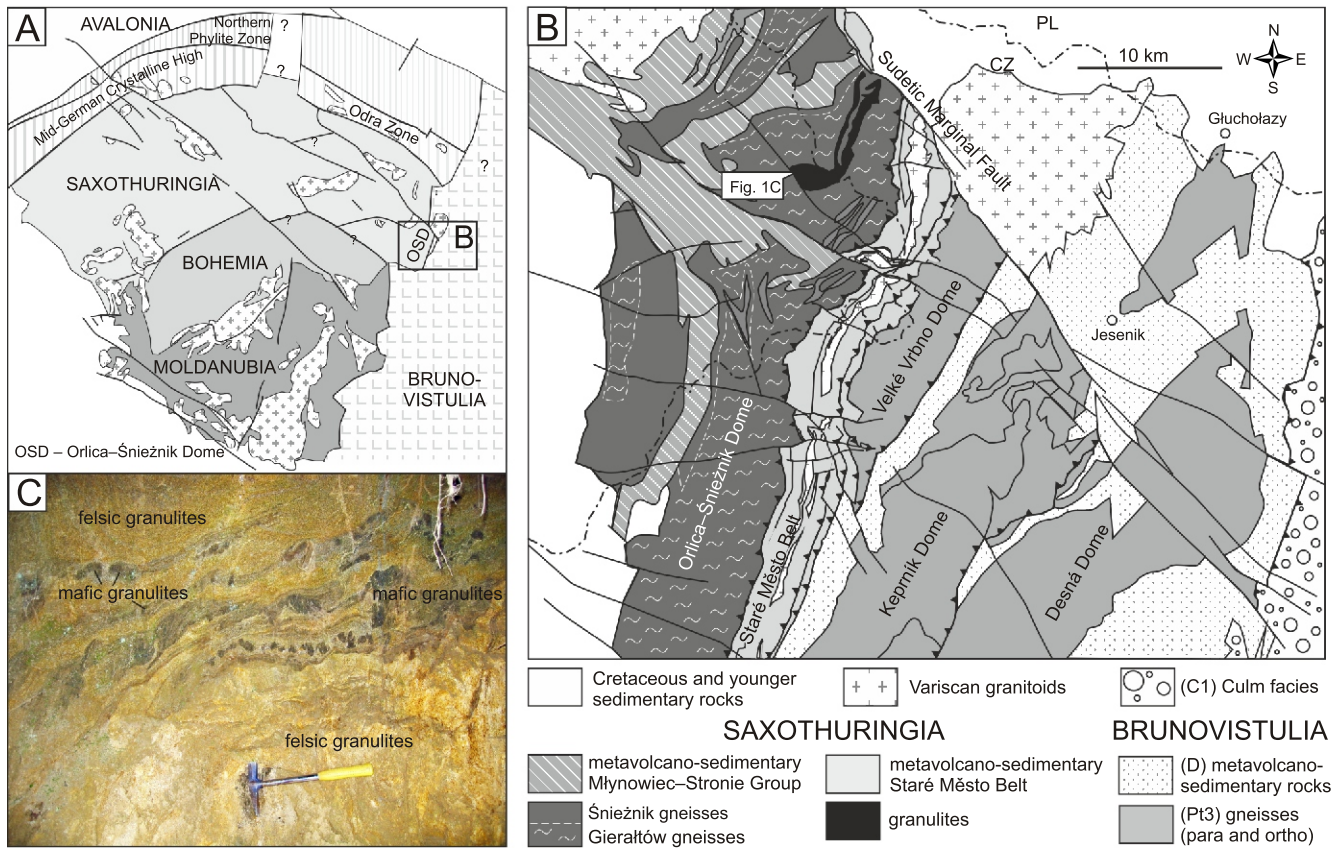 A
AVALONIA
Northern
Phylite Zone
?
?
Mid-German Crystalline High
Odra Zone
?
?
SAXOTHURINGIA
?
?
OSD
B
BOHEMIA
MOLDANUBIA
BRUNO-
VISTULIA
OSD – Orlica–Śnieżnik Dome
B
PL
CZ
10 km
N
W
E
S
Sudetic Marginal Fault
Głuchołazy
Fig. 1C
Jesenik
Velké Vrbno Dome
Orlica–Śnieżnik Dome
Staré Město Belt
Keprnik Dome
Desná Dome
C
felsic granulites
mafic granulites
mafic granulites
felsic granulites
Cretaceous and younger
sedimentary rocks
Variscan granitoids
(C1) Culm facies
SAXOTHURINGIA
BRUNOVISTULIA
metavolcano-sedimentary
Młynowiec–Stronie Group
metavolcano-sedimentary
Staré Město Belt
(D) metavolcano-
sedimentary rocks
Śnieżnik gneisses
Gierałtów gneisses
granulites
(Pt3) gneisses
(para and ortho)